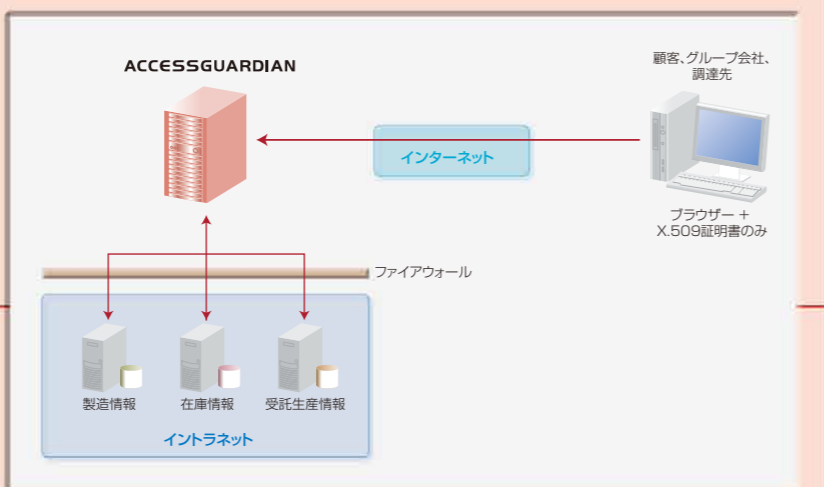 ACCESSGUARDIAN
顧客、グループ会社、
調達先
インターネット
ブラウザー +
X.509証明書のみ
ファイアウォール
製造情報
在庫情報
受託生産情報
イントラネット